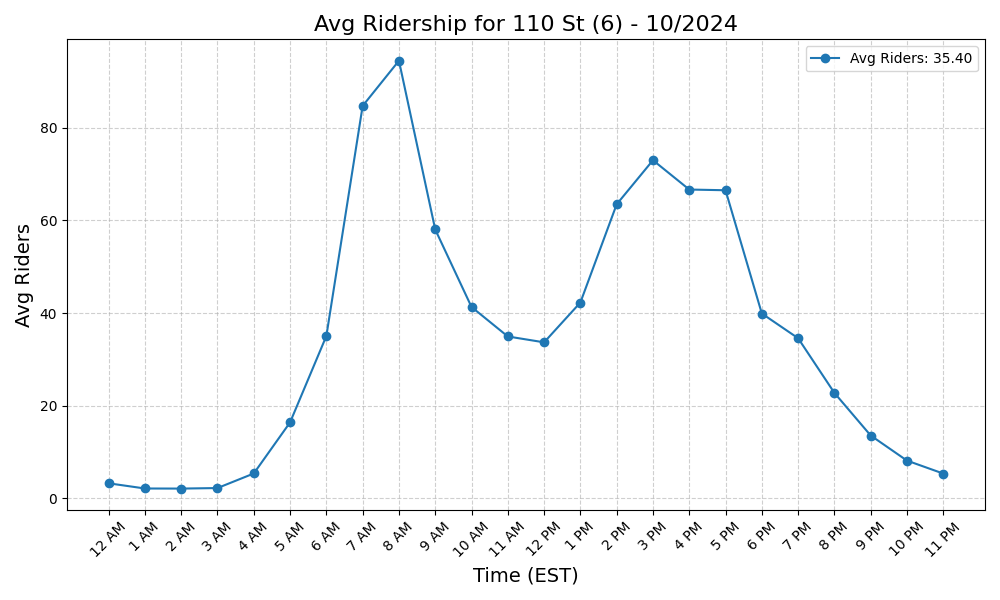 Avg Ridership for 110 St (6) - 10/2024
Avg Riders: 35.40
Avg Riders
80
60
40
20
0
12 AM
1 AM
2 AM
3 AM
4 AM
5 AM
6 AM
7 AM
8 AM
9 AM
10 AM
11 AM
12 PM
1 PM
2 PM
3 PM
4 PM
5 PM
6 PM
7 PM
8 PM
9 PM
10 PM
11 PM
Time (EST)